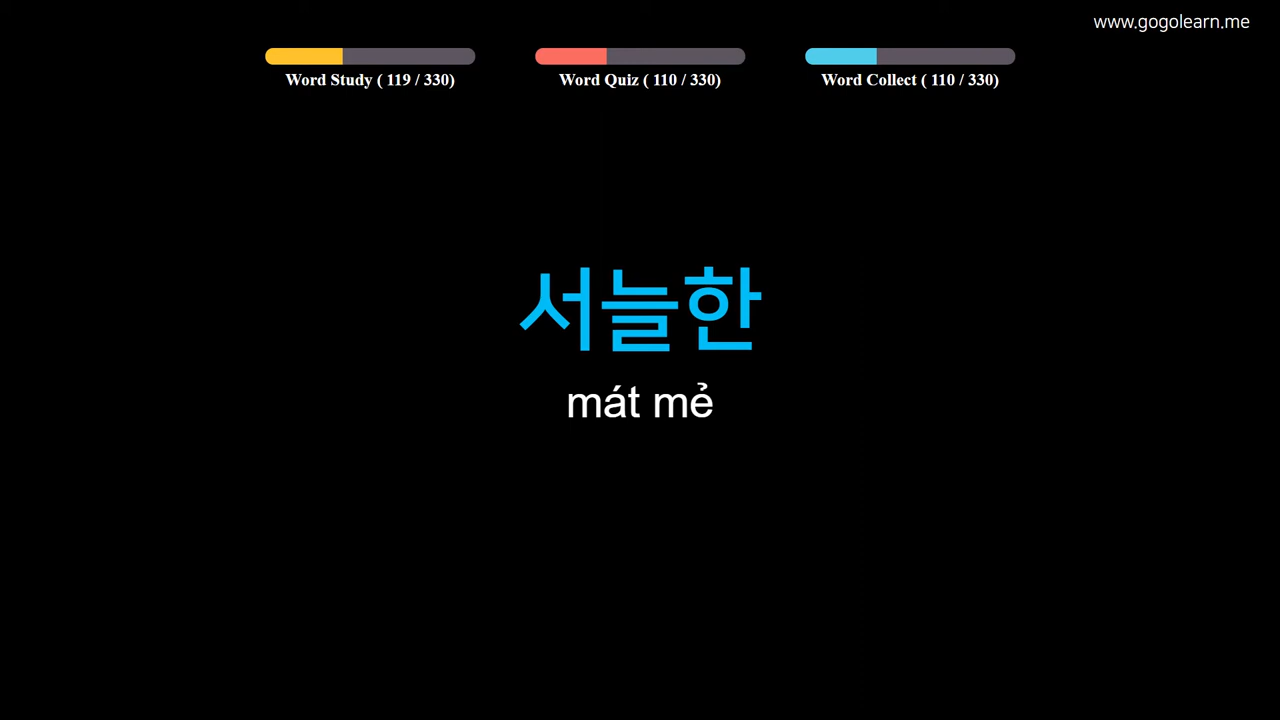 www.gogolearn.me
Word Study ( 119 / 330)
Word Quiz ( 110 / 330)
Word Collect ( 110 / 330)
서늘한
mát mẻ